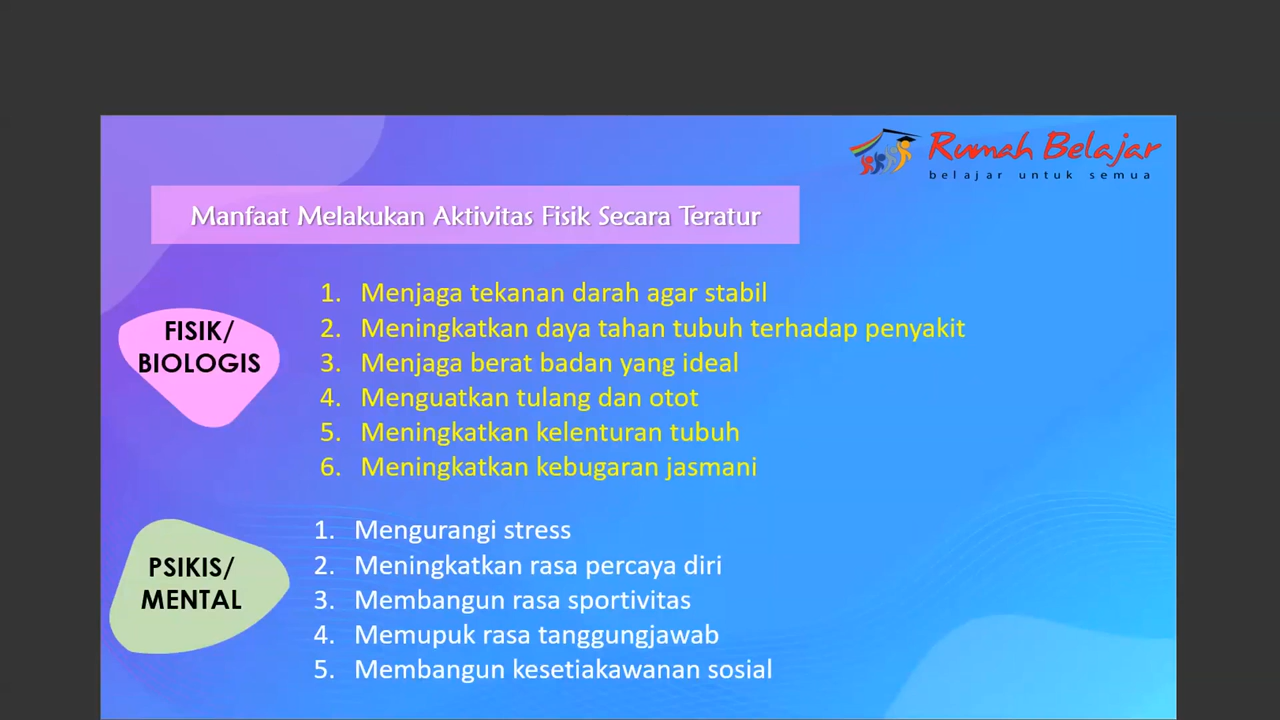 Rumah Belajar
belajar untuk semua
Manfaat Melakukan Aktivitas Fisik Secara Teratur
FISIK/
BIOLOGIS
1. Menjaga tekanan darah agar stabil
2. Meningkatkan daya tahan tubuh terhadap penyakit
3. Menjaga berat badan yang ideal
4. Menguatkan tulang dan otot
5. Meningkatkan kelenturan tubuh
6. Meningkatkan kebugaran jasmani
PSIKIS/
MENTAL
1. Mengurangi stress
2. Meningkatkan rasa percaya diri
3. Membangun rasa sportivitas
4. Memupuk rasa tanggungjawab
5. Membangun kesetiakawanan sosial